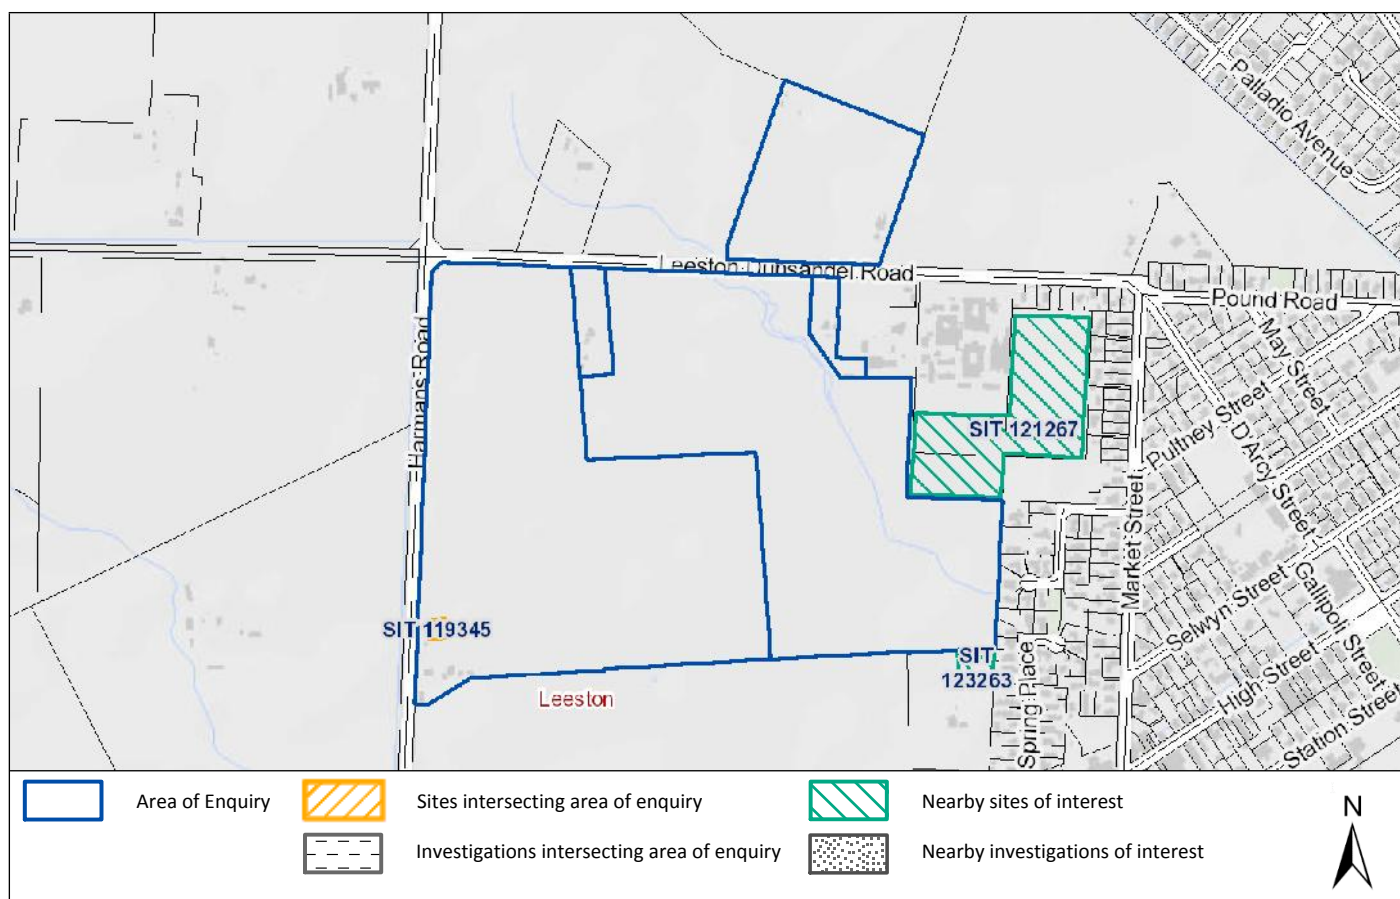 Palladio Avenue
Leeston Dunsandel Road
Pound Road
May Street
Harmans Road
Pultney Street
D'Arcy Street
SIT 121267
Market Street
Selwyn Street
Gallipoli Street
SIT 119345
SIT
123263
High Street
Spring Place
Leeston
Station Street
Area of Enquiry
Sites intersecting area of enquiry
Nearby sites of interest
Investigations intersecting area of enquiry
Nearby investigations of interest
N